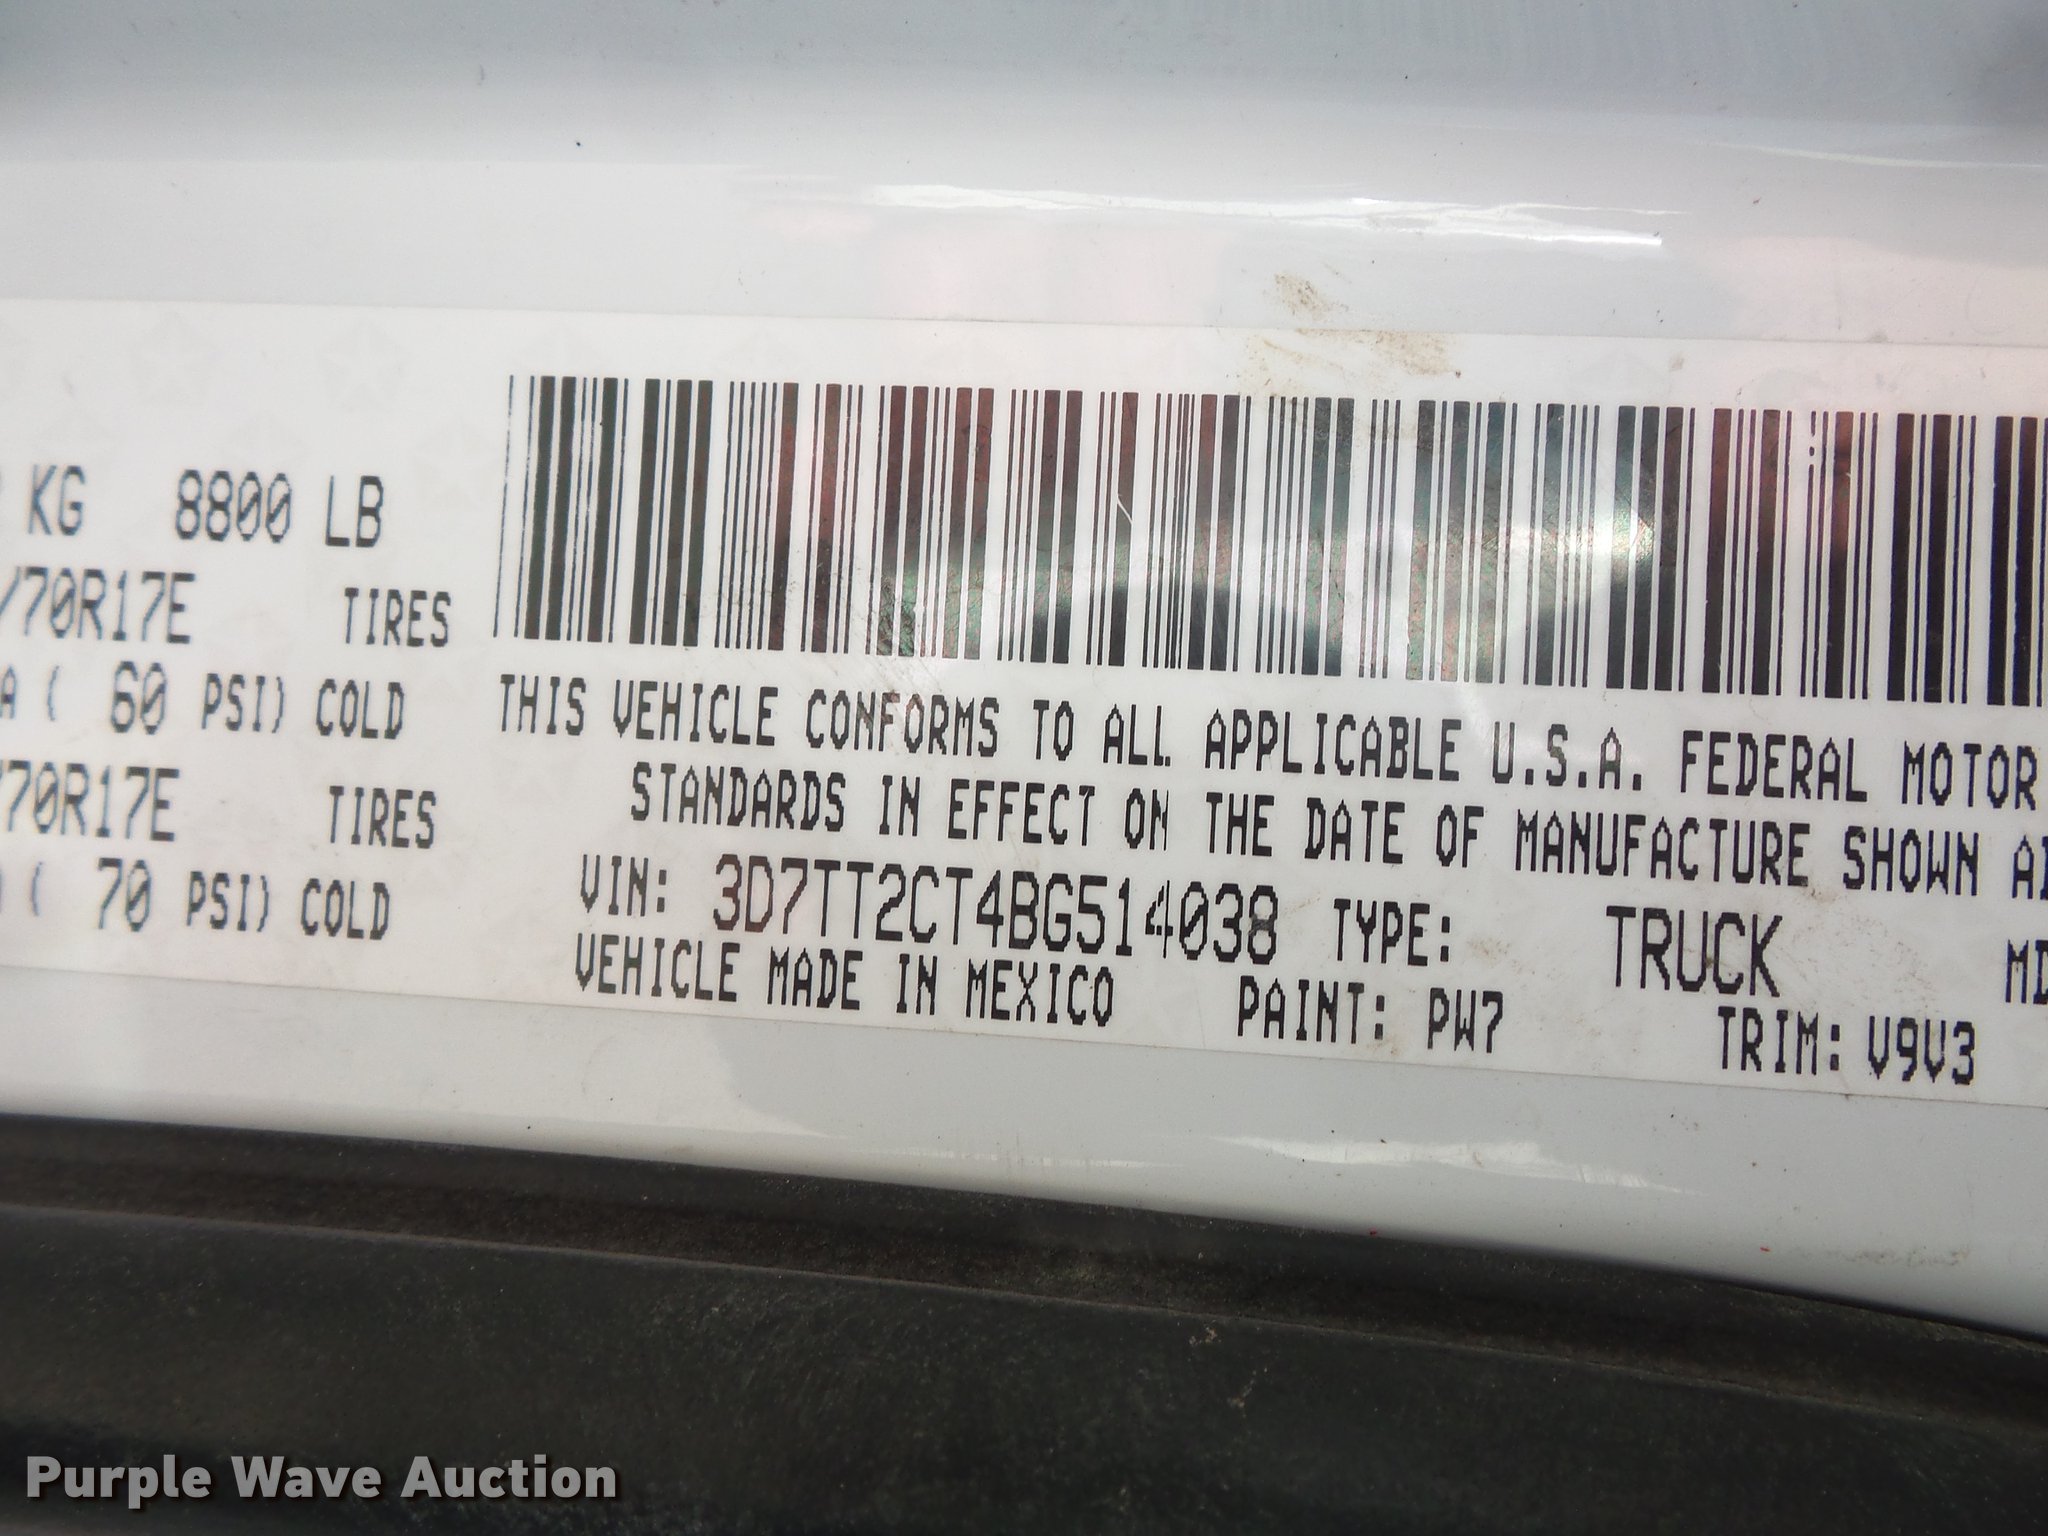 KG 8800 LB
/70R17E TIRES
A ( 60 PSI) COLD
/70R17E TIRES
( 70 PSI) COLD
THIS VEHICLE CONFORMS TO ALL APPLICABLE U.S.A. FEDERAL MOTOR
STANDARDS IN EFFECT ON THE DATE OF MANUFACTURE SHOWN
VIN: 3D7TT2CT4BG514038 TYPE: TRUCK
VEHICLE MADE IN MEXICO PAINT: PW7 TRIM: V9V3
Purple Wave Auction